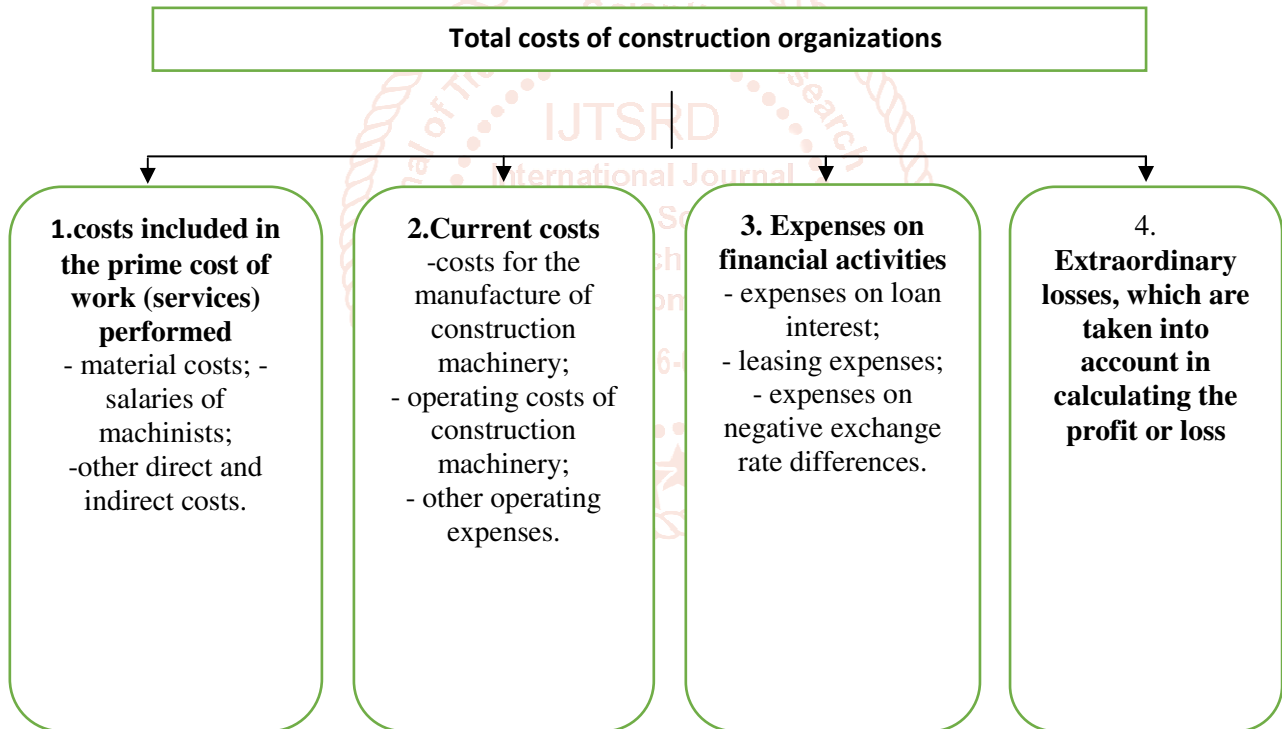 Total costs of construction organizations
IJTSRD
International Journal
1.costs included in
the prime cost of
work (services)
performed
- material costs; -
salaries of
machinists;
-other direct and
indirect costs.
2.Current costs
-costs for the
manufacture of
construction
machinery;
- operating costs of
construction
machinery;
- other operating
expenses.
3. Expenses on
financial activities
- expenses on loan
interest;
- leasing expenses;
- expenses on
negative exchange
rate differences.
4.
Extraordinary
losses, which are
taken into
account in
calculating the
profit or loss